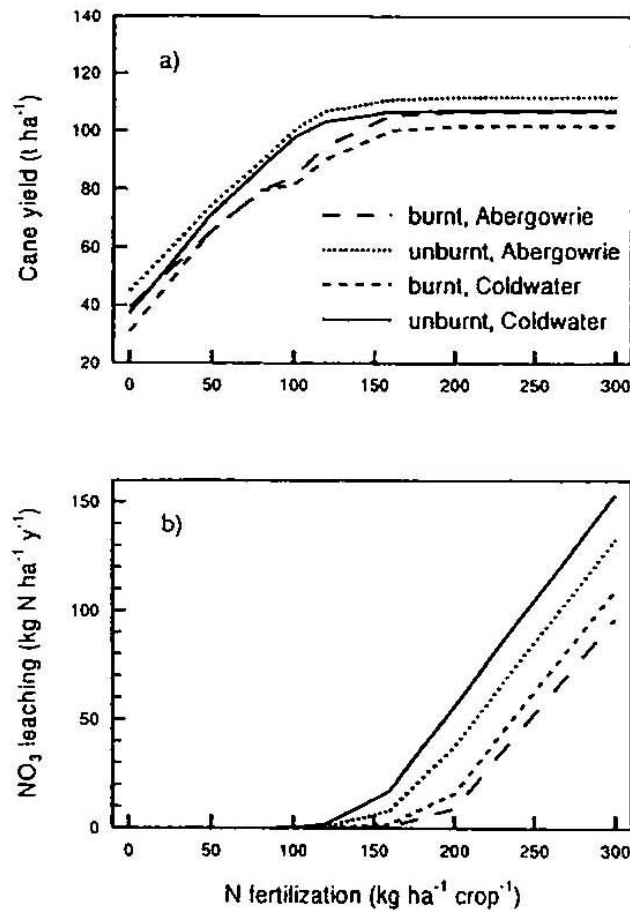 140
120
100
80
60
40
20
Cane yield (t ha⁻¹)
a)
burnt, Abergowrie
unburnt, Abergowrie
burnt, Coldwater
unburnt, Coldwater
0 50 100 150 200 250 300
150
100
50
0
NO₃ leaching (kg N ha⁻¹ y⁻¹)
b)
0 50 100 150 200 250 300
N fertilization (kg ha⁻¹ crop⁻¹)